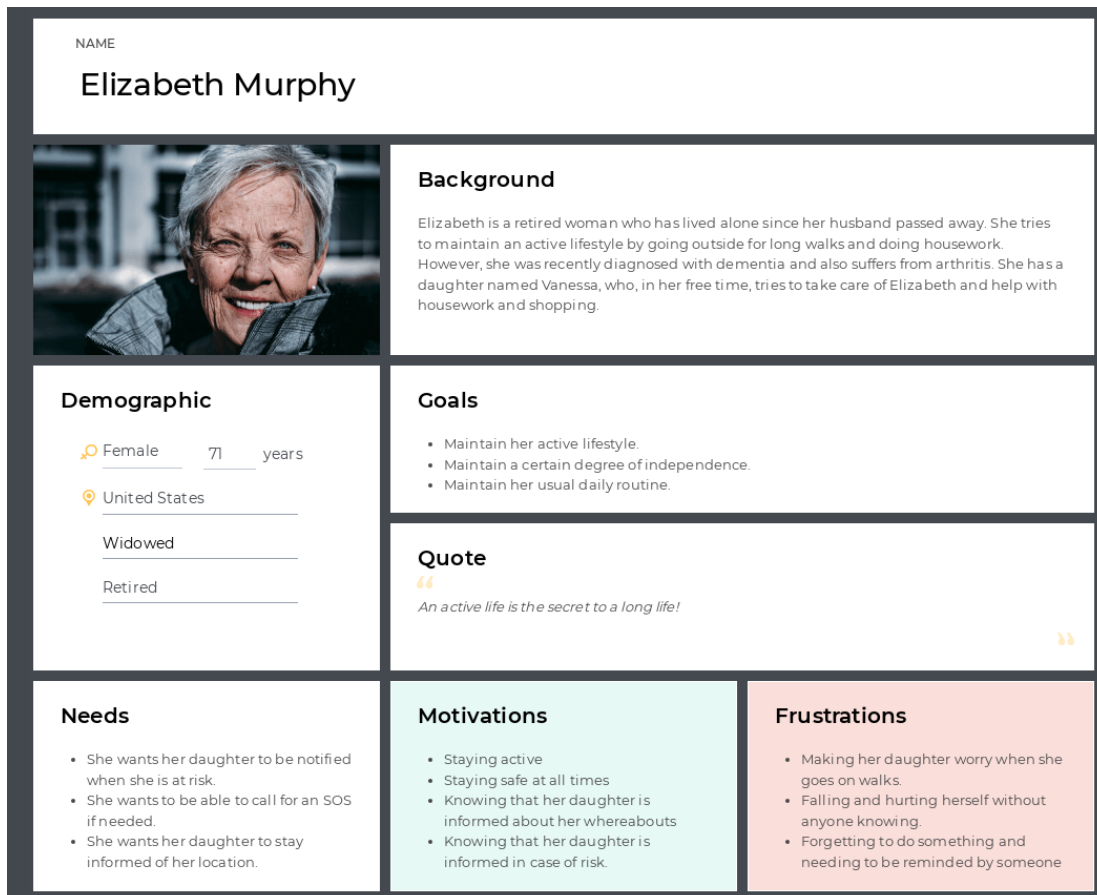 NAME
Elizabeth Murphy
Background
Elizabeth is a retired woman who has lived alone since her husband passed away. She tries
to maintain an active lifestyle by going outside for long walks and doing housework.
However, she was recently diagnosed with dementia and also suffers from arthritis. She has a
daughter named Vanessa, who, in her free time, tries to take care of Elizabeth and help with
housework and shopping.
Demographic
Female 71 years
United States
Widowed
Retired
Goals
• Maintain her active lifestyle.
• Maintain a certain degree of independence.
• Maintain her usual daily routine.
Quote
“
An active life is the secret to a long life!
”
Needs
• She wants her daughter to be notified
when she is at risk.
• She wants to be able to call for an SOS
if needed.
• She wants her daughter to stay
informed of her location.
Motivations
• Staying active
• Staying safe at all times
• Knowing that her daughter is
informed about her whereabouts
• Knowing that her daughter is
informed in case of risk.
Frustrations
• Making her daughter worry when she
goes on walks.
• Falling and hurting herself without
anyone knowing.
• Forgetting to do something and
needing to be reminded by someone